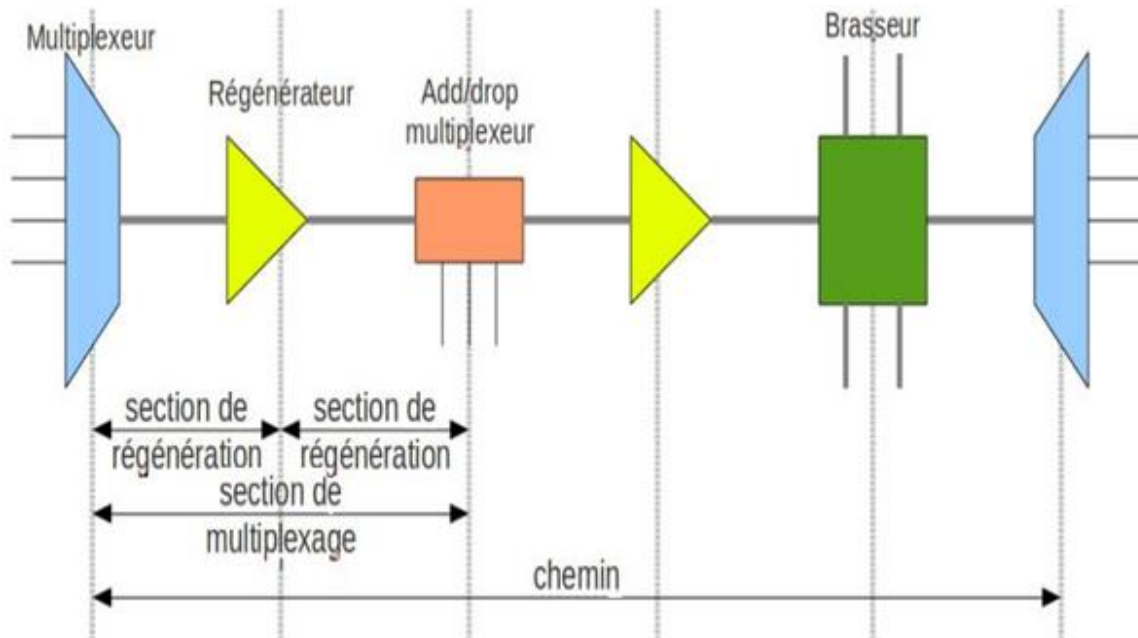 Multiplexeur
Régénérateur
Add/drop
multiplexeur
Brasseur
section de
régénération
section de
régénération
section de
multiplexage
chemin